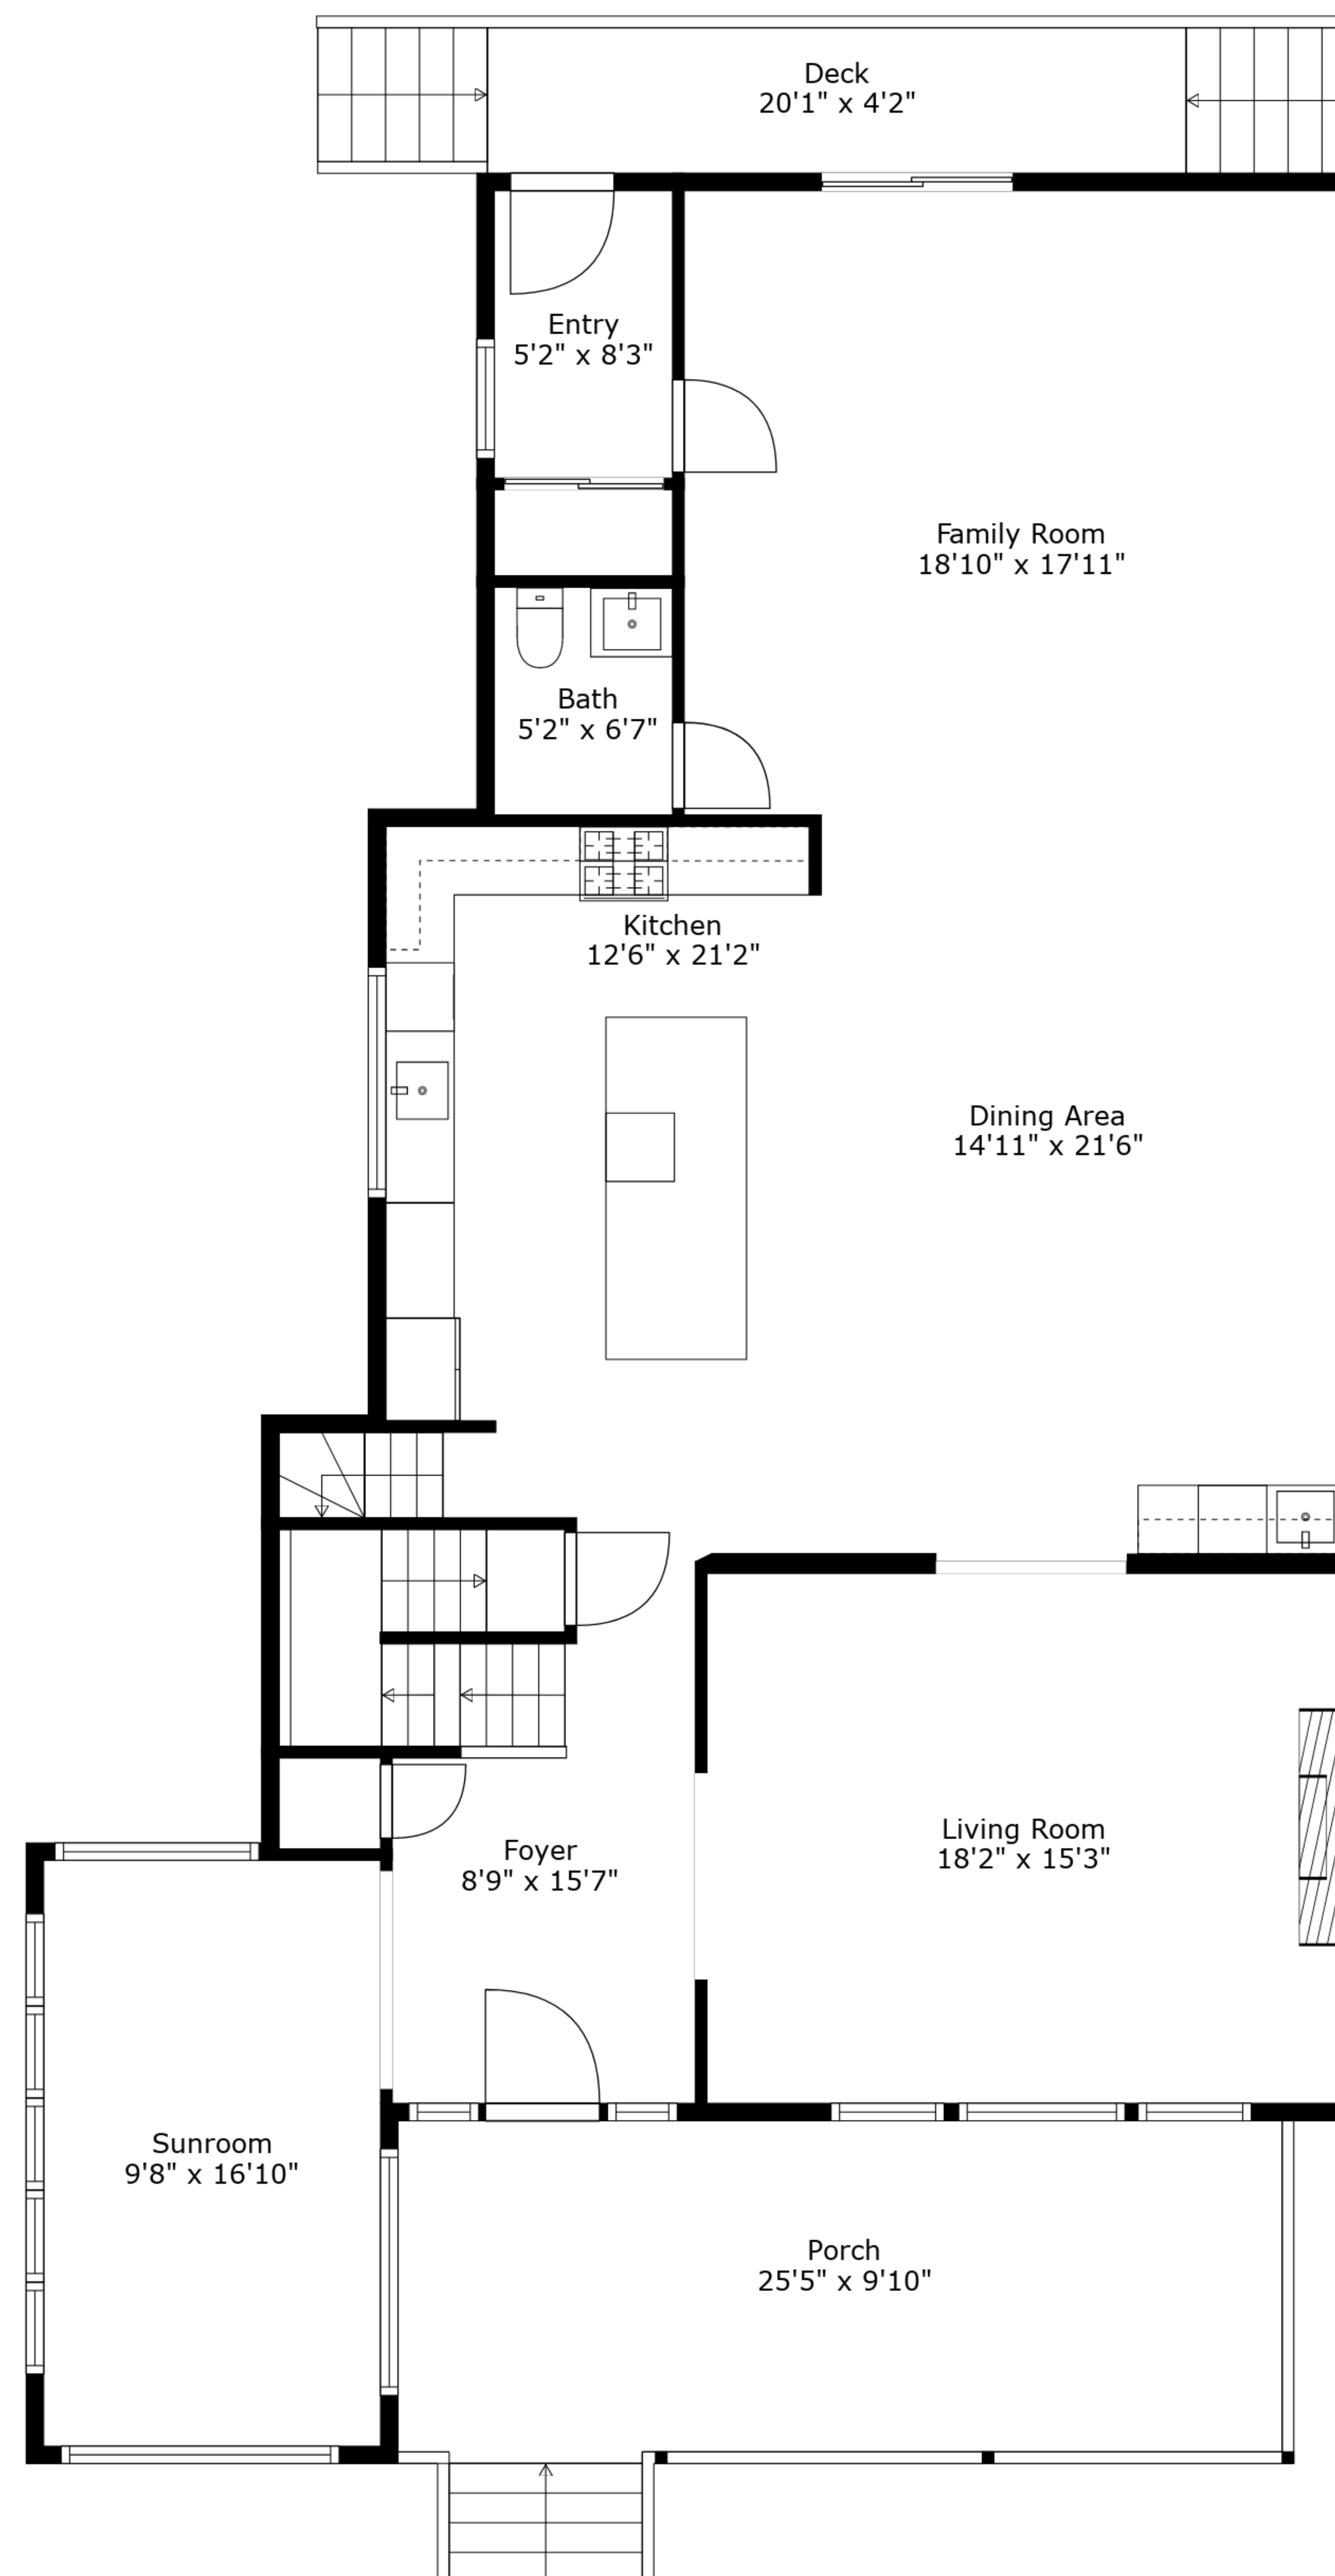 Deck
20'1" x 4'2"
Entry
5'2" x 8'3"
Family Room
18'10" x 17'11"
Bath
5'2" x 6'7"
Kitchen
12'6" x 21'2"
Dining Area
14'11" x 21'6"
Living Room
18'2" x 15'3"
Foyer
8'9" x 15'7"
Sunroom
9'8" x 16'10"
Porch
25'5" x 9'10"